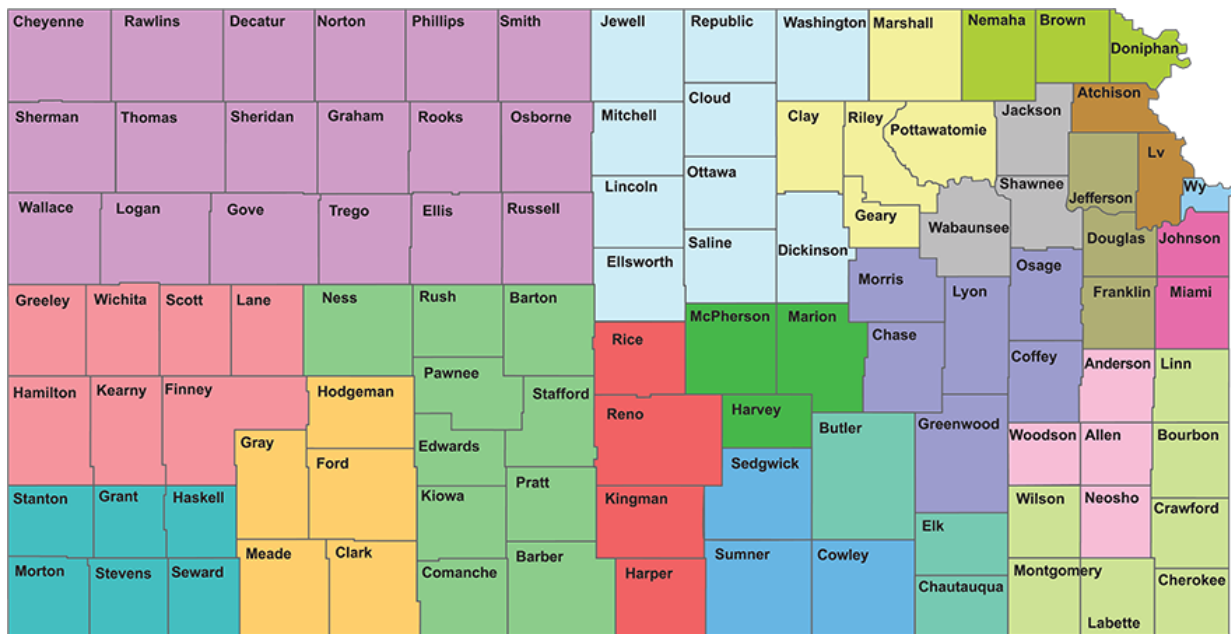 Cheyenne
Rawlins
Decatur
Norton
Phillips
Smith
Jewell
Republic
Washington
Marshall
Nemaha
Brown
Doniphan
Sherman
Thomas
Sheridan
Graham
Rooks
Osborne
Mitchell
Cloud
Clay
Riley
Pottawatomie
Jackson
Atchison
Lv
Wallace
Logan
Gove
Trego
Ellis
Russell
Lincoln
Ottawa
Geary
Wabaunsee
Shawnee
Jefferson
Wy
Ellsworth
Saline
Dickinson
Morris
Lyon
Osage
Douglas
Johnson
Greeley
Wichita
Scott
Lane
Ness
Rush
Barton
Rice
McPherson
Marion
Chase
Coffey
Franklin
Miami
Hamilton
Kearny
Finney
Hodgeman
Pawnee
Stafford
Reno
Harvey
Butler
Greenwood
Woodson
Anderson
Allen
Linn
Bourbon
Gray
Ford
Edwards
Stanton
Grant
Haskell
Kiowa
Pratt
Kingman
Sedgwick
Elk
Wilson
Neosho
Crawford
Morton
Stevens
Seward
Meade
Clark
Comanche
Barber
Harper
Sumner
Cowley
Chautauqua
Montgomery
Labette
Cherokee